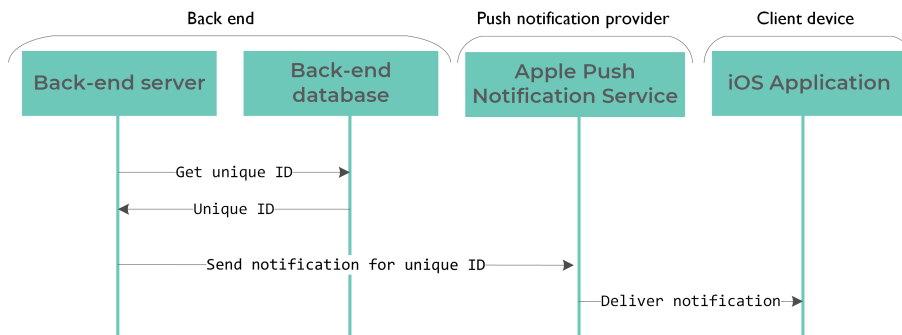 Back end
Push notification provider
Client device
Back-end server
Back-end
database
Apple Push
Notification Service
iOS Application
Get unique ID
Unique ID
Send notification for unique ID
Deliver notification